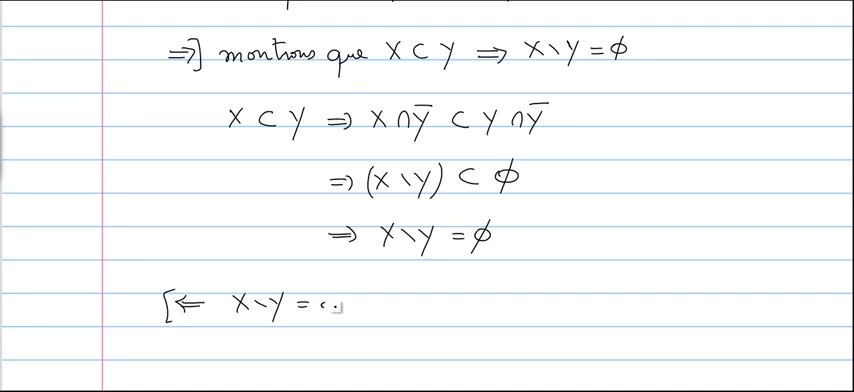 ⟹] montrons que X ⊂ Y ⟹ X \ Y = ∅
X ⊂ Y ⟹ X ∩ Y̅ ⊂ Y ∩ Y̅
⟹ (X \ Y) ⊂ ∅
⟹ X \ Y = ∅
[⟸ X \ Y =